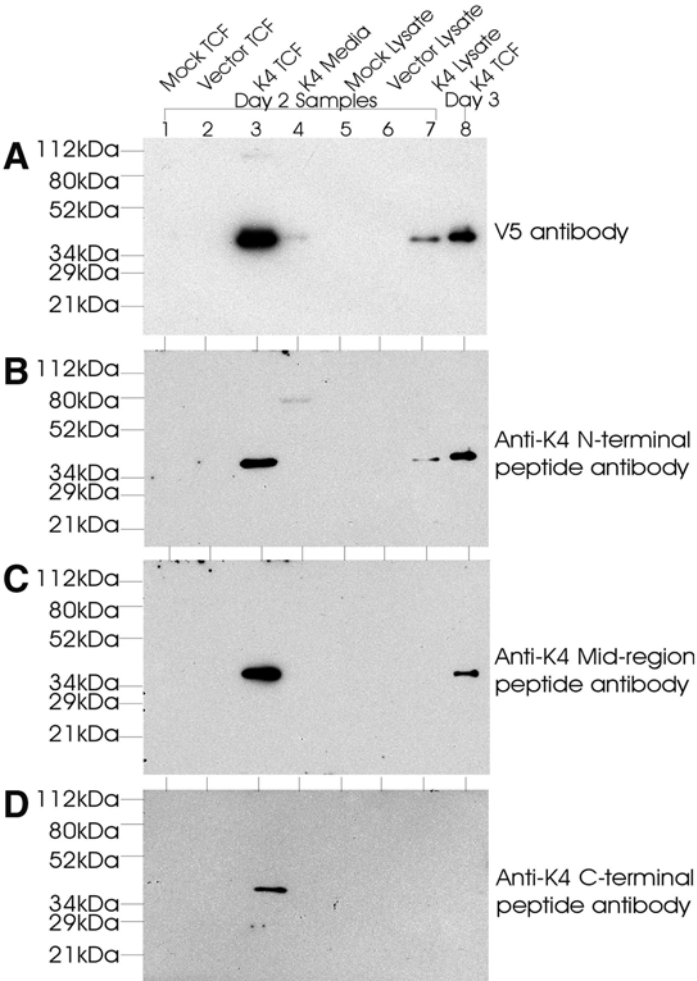 Mock TCF
Vector TCF
K4 TCF
K4 Media
Mock Lysate
Vector Lysate
K4 Lysate
K4 TCF
Day 2 Samples
Day 3
1 2 3 4 5 6 7 8
A
112kDa
80kDa
52kDa
34kDa
29kDa
21kDa
V5 antibody
B
112kDa
80kDa
52kDa
34kDa
29kDa
21kDa
Anti-K4 N-terminal
peptide antibody
C
112kDa
80kDa
52kDa
34kDa
29kDa
21kDa
Anti-K4 Mid-region
peptide antibody
D
112kDa
80kDa
52kDa
34kDa
29kDa
21kDa
Anti-K4 C-terminal
peptide antibody